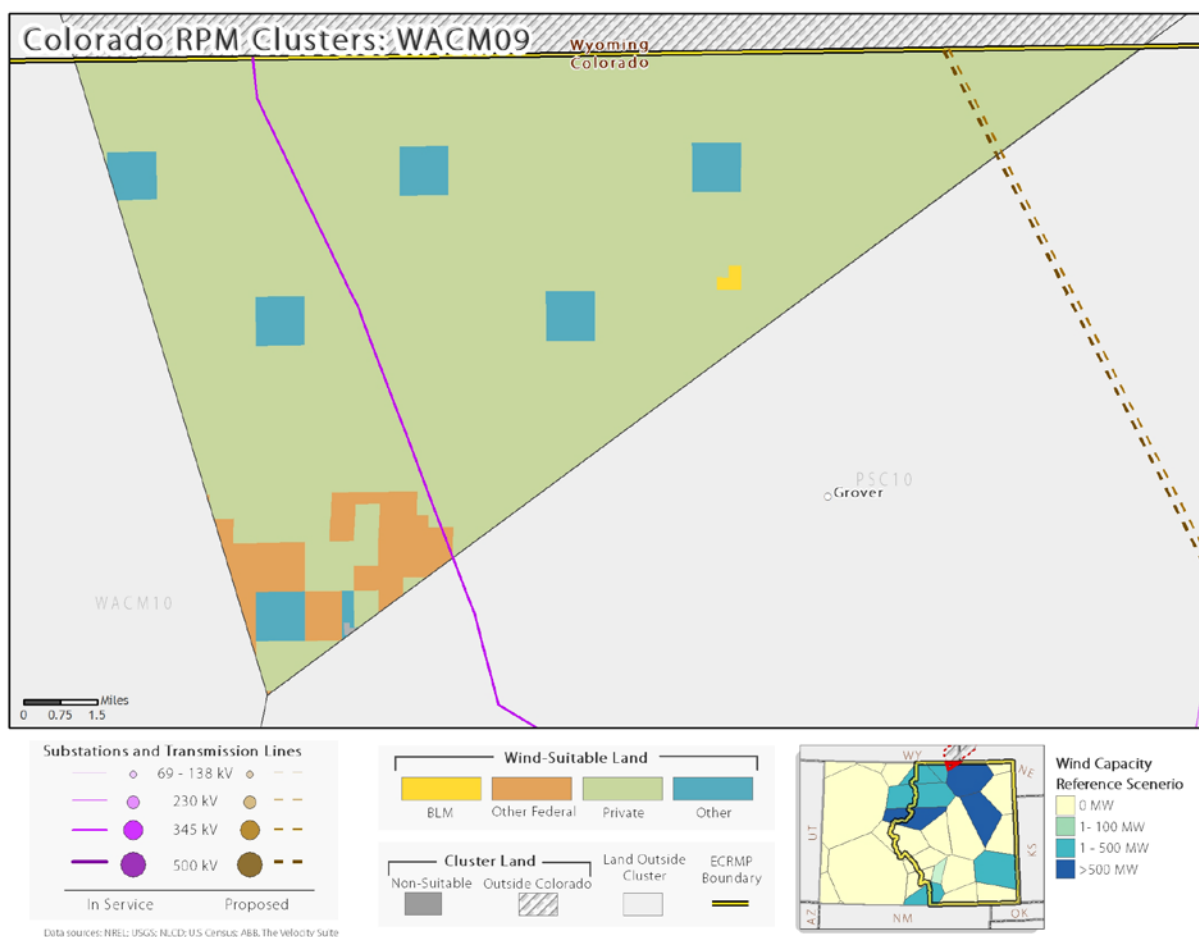 Colorado RPM Clusters: WACM09
Wyoming
Colorado
PSC10
Grover
WACM10
Miles
0 0.75 1.5
Substations and Transmission Lines
69 - 138 kV
230 kV
345 kV
500 kV
In Service Proposed
Wind-Suitable Land
BLM Other Federal Private Other
Cluster Land
Non-Suitable Outside Colorado
Land Outside
Cluster
ECRMP
Boundary
WY
NE
UT
KS
AZ
NM
OK
Wind Capacity
Reference Scenerio
0 MW
1- 100 MW
1 - 500 MW
>500 MW
Data sources: NREL; USGS; NLCD; U.S. Census; ABB, The Velocity Suite